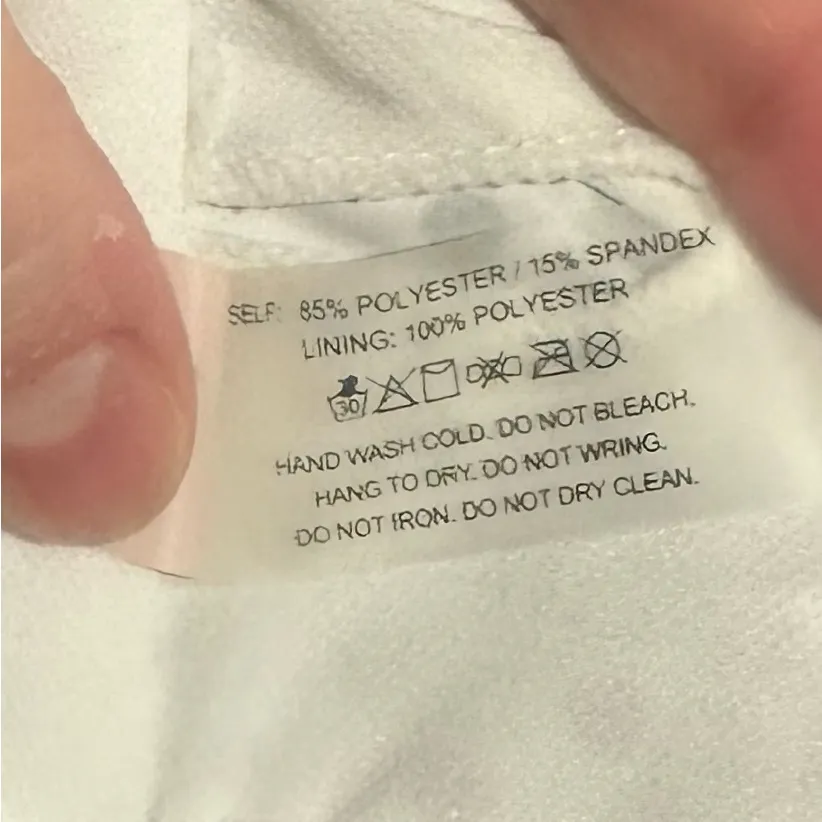 SELF: 85% POLYESTER / 15% SPANDEX
LINING: 100% POLYESTER
30
HAND WASH COLD. DO NOT BLEACH.
HANG TO DRY. DO NOT WRING.
DO NOT IRON. DO NOT DRY CLEAN.